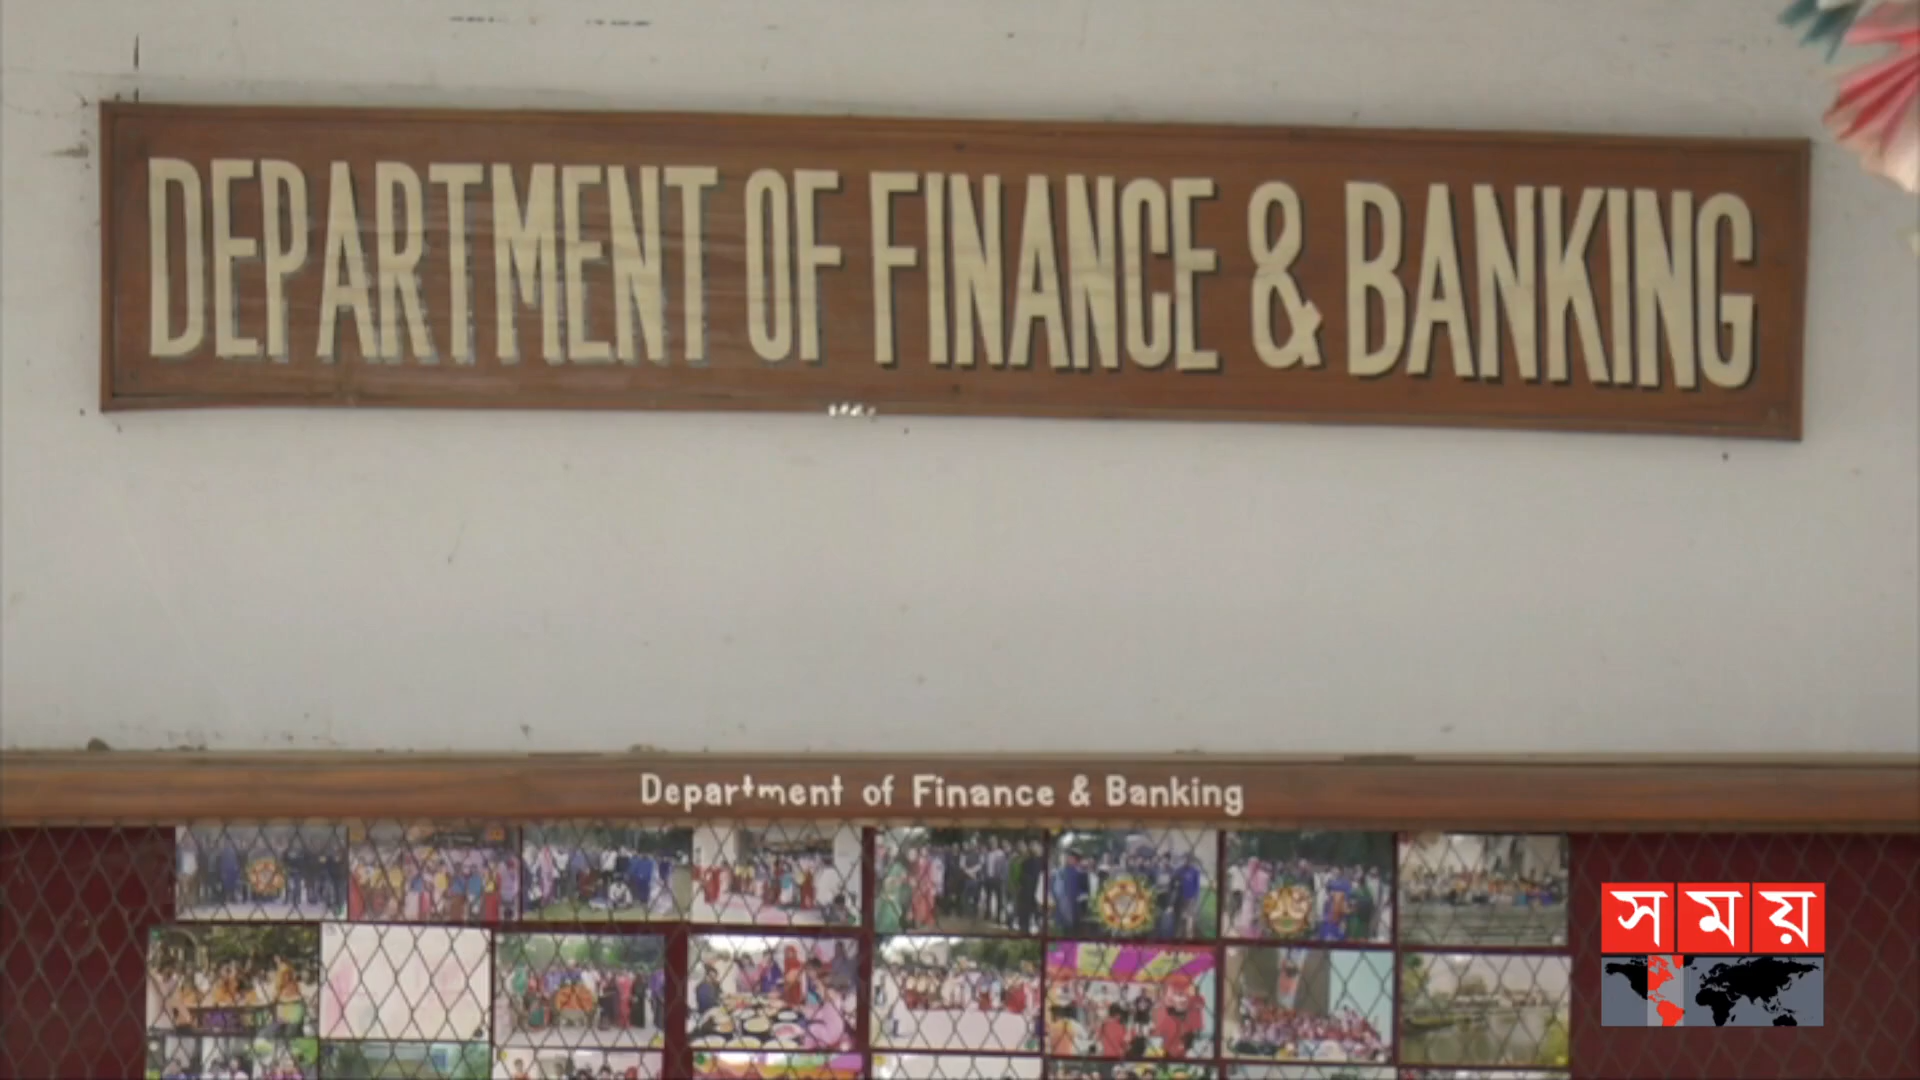 DEPARTMENT OF FINANCE & BANKING
Department of Finance & Banking
সময়